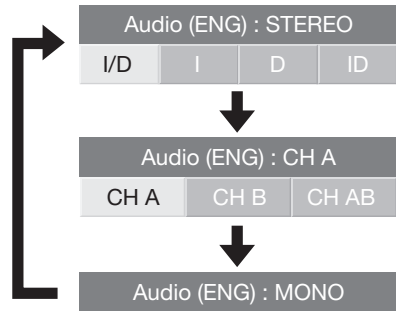 Audio (ENG) : STEREO
I/D I D ID
Audio (ENG) : CH A
CH A CH B CH AB
Audio (ENG) : MONO